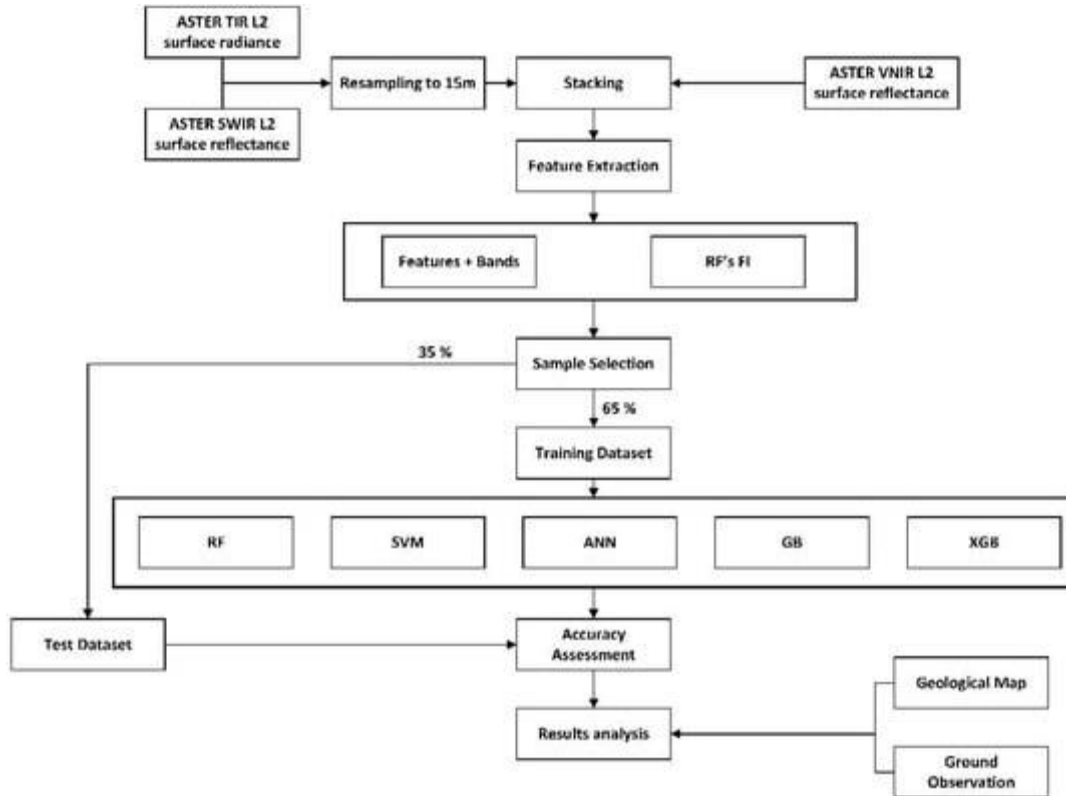 ASTER TIR L2
surface radiance
Resampling to 15m
Stacking
ASTER VNIR L2
surface reflectance
ASTER SWIR L2
surface reflectance
Feature Extraction
Features + Bands
RF's FI
35 %
Sample Selection
65 %
Training Dataset
RF
SVM
ANN
GB
XGB
Test Dataset
Accuracy
Assessment
Geological Map
Results analysis
Ground
Observation